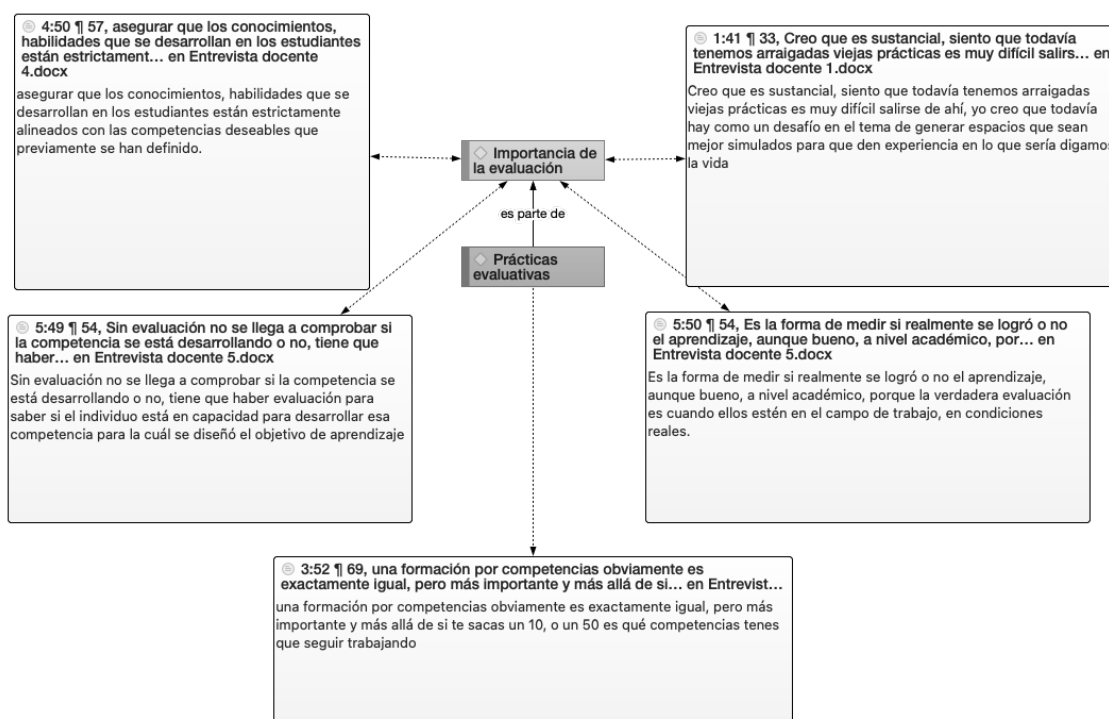 4:50 ¶ 57, asegurar que los conocimientos,
habilidades que se desarrollan en los estudiantes
están estrictament… en Entrevista docente
4.docx
asegurar que los conocimientos, habilidades que se
desarrollan en los estudiantes están estrictamente
alineados con las competencias deseables que
previamente se han definido.
1:41 ¶ 33, Creo que es sustancial, siento que todavía
tenemos arraigadas viejas prácticas es muy difícil salirs… en
Entrevista docente 1.docx
Creo que es sustancial, siento que todavía tenemos arraigadas
viejas prácticas es muy difícil salirse de ahí, yo creo que todavía
hay como un desafío en el tema de generar espacios que sean
mejor simulados para que den experiencia en lo que sería digamos
la vida
Importancia de
la evaluación
es parte de
Prácticas
evaluativas
5:49 ¶ 54, Sin evaluación no se llega a comprobar si
la competencia se está desarrollando o no, tiene que
haber… en Entrevista docente 5.docx
Sin evaluación no se llega a comprobar si la competencia se
está desarrollando o no, tiene que haber evaluación para
saber si el individuo está en capacidad para desarrollar esa
competencia para la cuál se diseñó el objetivo de aprendizaje
5:50 ¶ 54, Es la forma de medir si realmente se logró o no
el aprendizaje, aunque bueno, a nivel académico, por… en
Entrevista docente 5.docx
Es la forma de medir si realmente se logró o no el aprendizaje,
aunque bueno, a nivel académico, porque la verdadera evaluación
es cuando ellos estén en el campo de trabajo, en condiciones
reales.
3:52 ¶ 69, una formación por competencias obviamente es
exactamente igual, pero más importante y más allá de si… en Entrevist…
una formación por competencias obviamente es exactamente igual, pero más
importante y más allá de si te sacas un 10, o un 50 es qué competencias tenes
que seguir trabajando